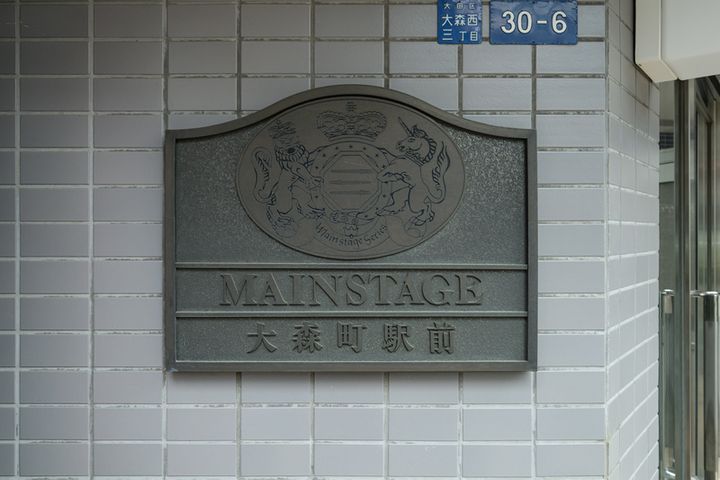 大田区
大森西
三丁目
30-6
Mainstage Series
MAINSTAGE
大森町駅前